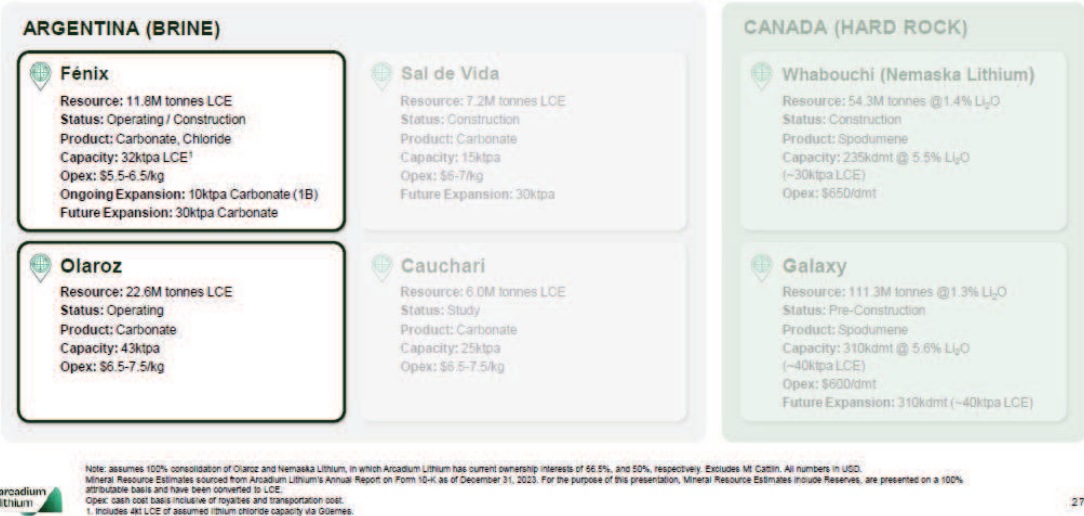 ARGENTINA (BRINE)
Fénix
Resource: 11.8M tonnes LCE
Status: Operating / Construction
Product: Carbonate, Chloride
Capacity: 32ktpa LCE¹
Opex: $5.5-6.5/kg
Ongoing Expansion: 10ktpa Carbonate (1B)
Future Expansion: 30ktpa Carbonate
Sal de Vida
Resource: 7.2M tonnes LCE
Status: Construction
Product: Carbonate
Capacity: 15ktpa
Opex: $6-7/kg
Future Expansion: 30ktpa
Olaroz
Resource: 22.6M tonnes LCE
Status: Operating
Product: Carbonate
Capacity: 43ktpa
Opex: $6.5-7.5/kg
Cauchari
Resource: 6.0M tonnes LCE
Status: Study
Product: Carbonate
Capacity: 25ktpa
Opex: $6.5-7.5/kg
CANADA (HARD ROCK)
Whabouchi (Nemaska Lithium)
Resource: 54.3M tonnes @1.4% Li₂O
Status: Construction
Product: Spodumene
Capacity: 235kdmt @ 5.5% Li₂O
(~30ktpa LCE)
Opex: $650/dmt
Galaxy
Resource: 111.3M tonnes @1.3% Li₂O
Status: Pre-Construction
Product: Spodumene
Capacity: 310kdmt @ 5.6% Li₂O
(~40ktpa LCE)
Opex: $600/dmt
Future Expansion: 310kdmt (~40ktpa LCE)
arcadium
lithium
Note: assumes 100% consolidation of Olaroz and Nemaska Lithium, in which Arcadium Lithium has current ownership interests of 66.5%, and 50%, respectively. Excludes Mt Cattlin. All numbers in USD.
Mineral Resource Estimates sourced from Arcadium Lithium's Annual Report on Form 10-K as of December 31, 2023. For the purpose of this presentation, Mineral Resource Estimates include Reserves, are presented on a 100%
attributable basis and have been converted to LCE.
Opex: cash cost basis inclusive of royalties and transportation cost.
1. Includes 4kt LCE of assumed lithium chloride capacity via Güemes.
27